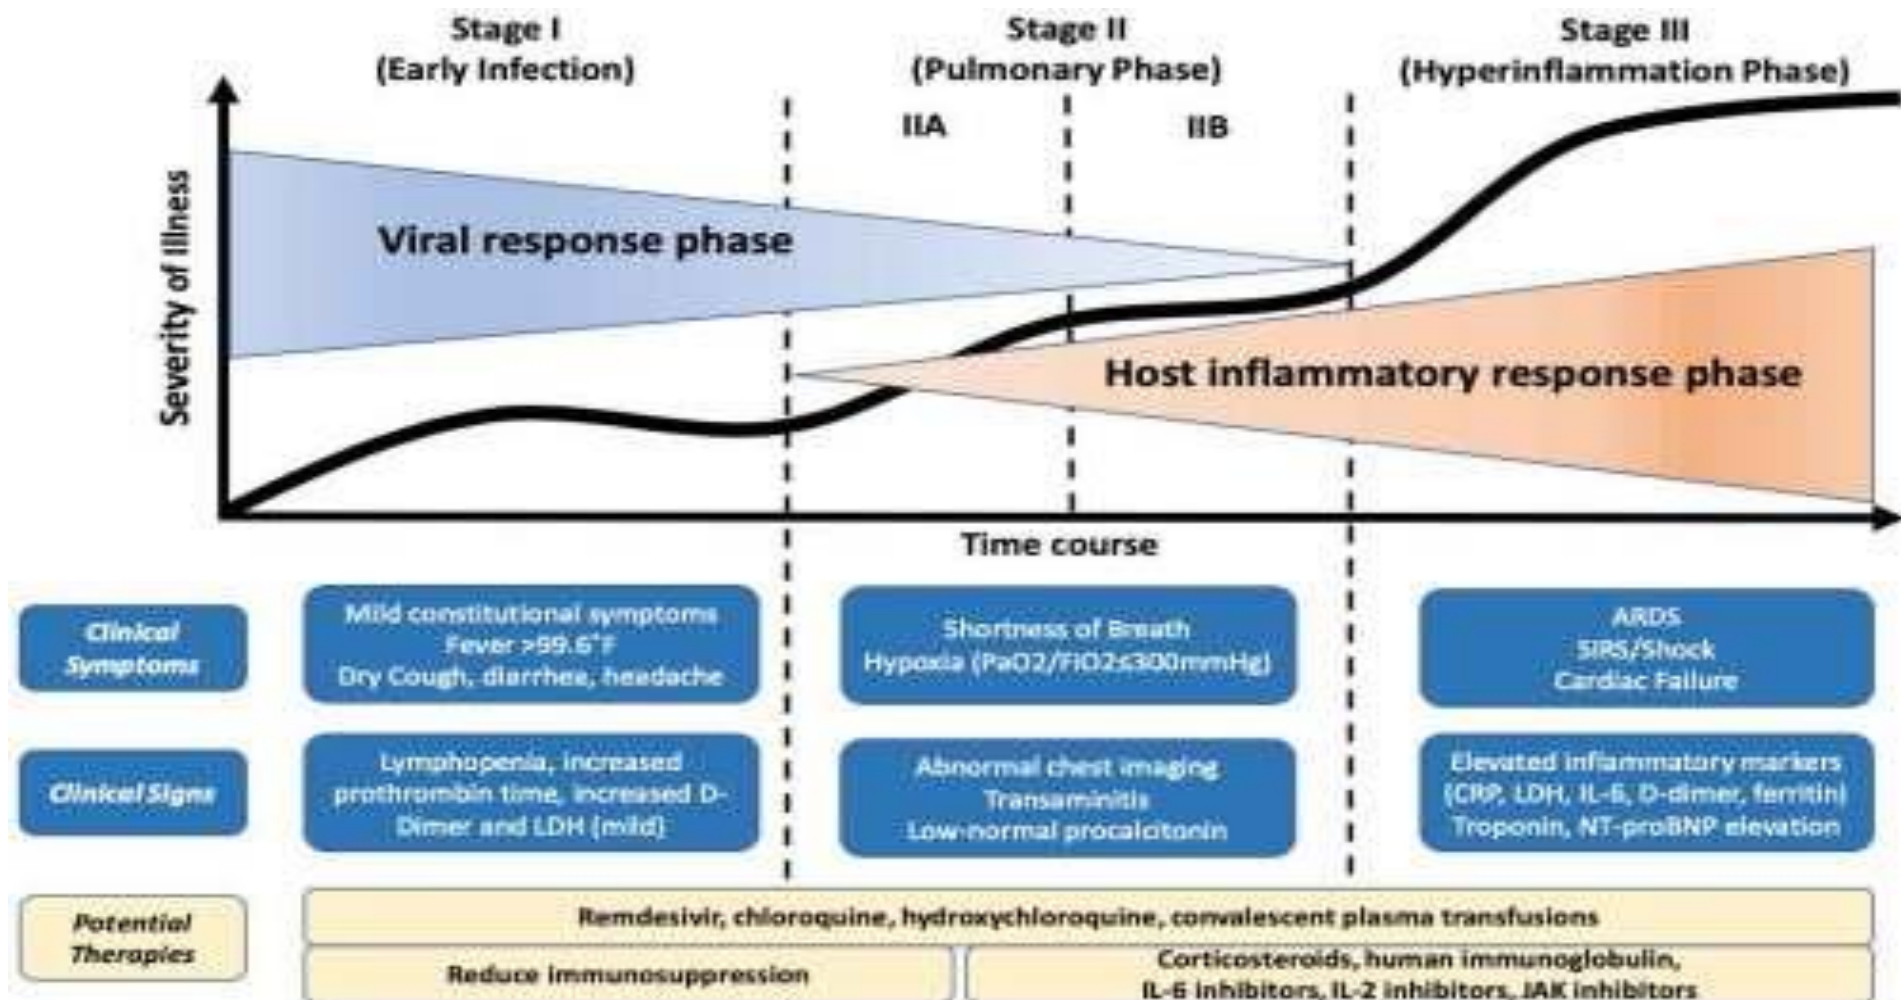 Stage I
(Early Infection)
Stage II
(Pulmonary Phase)
Stage III
(Hyperinflammation Phase)
IIA
IIB
Severity of Illness
Viral response phase
Host inflammatory response phase
Time course
Clinical
Symptoms
Mild constitutional symptoms
Fever >99.6°F
Dry Cough, diarrhea, headache
Shortness of Breath
Hypoxia (PaO2/FiO2≤300mmHg)
ARDS
SIRS/Shock
Cardiac Failure
Clinical Signs
Lymphopenia, increased
prothrombin time, increased D-
Dimer and LDH (mild)
Abnormal chest imaging
Transaminitis
Low-normal procalcitonin
Elevated inflammatory markers
(CRP, LDH, IL-6, D-dimer, ferritin)
Troponin, NT-proBNP elevation
Potential
Therapies
Remdesivir, chloroquine, hydroxychloroquine, convalescent plasma transfusions
Reduce immunosuppression
Corticosteroids, human immunoglobulin,
IL-6 inhibitors, IL-2 inhibitors, JAK inhibitors